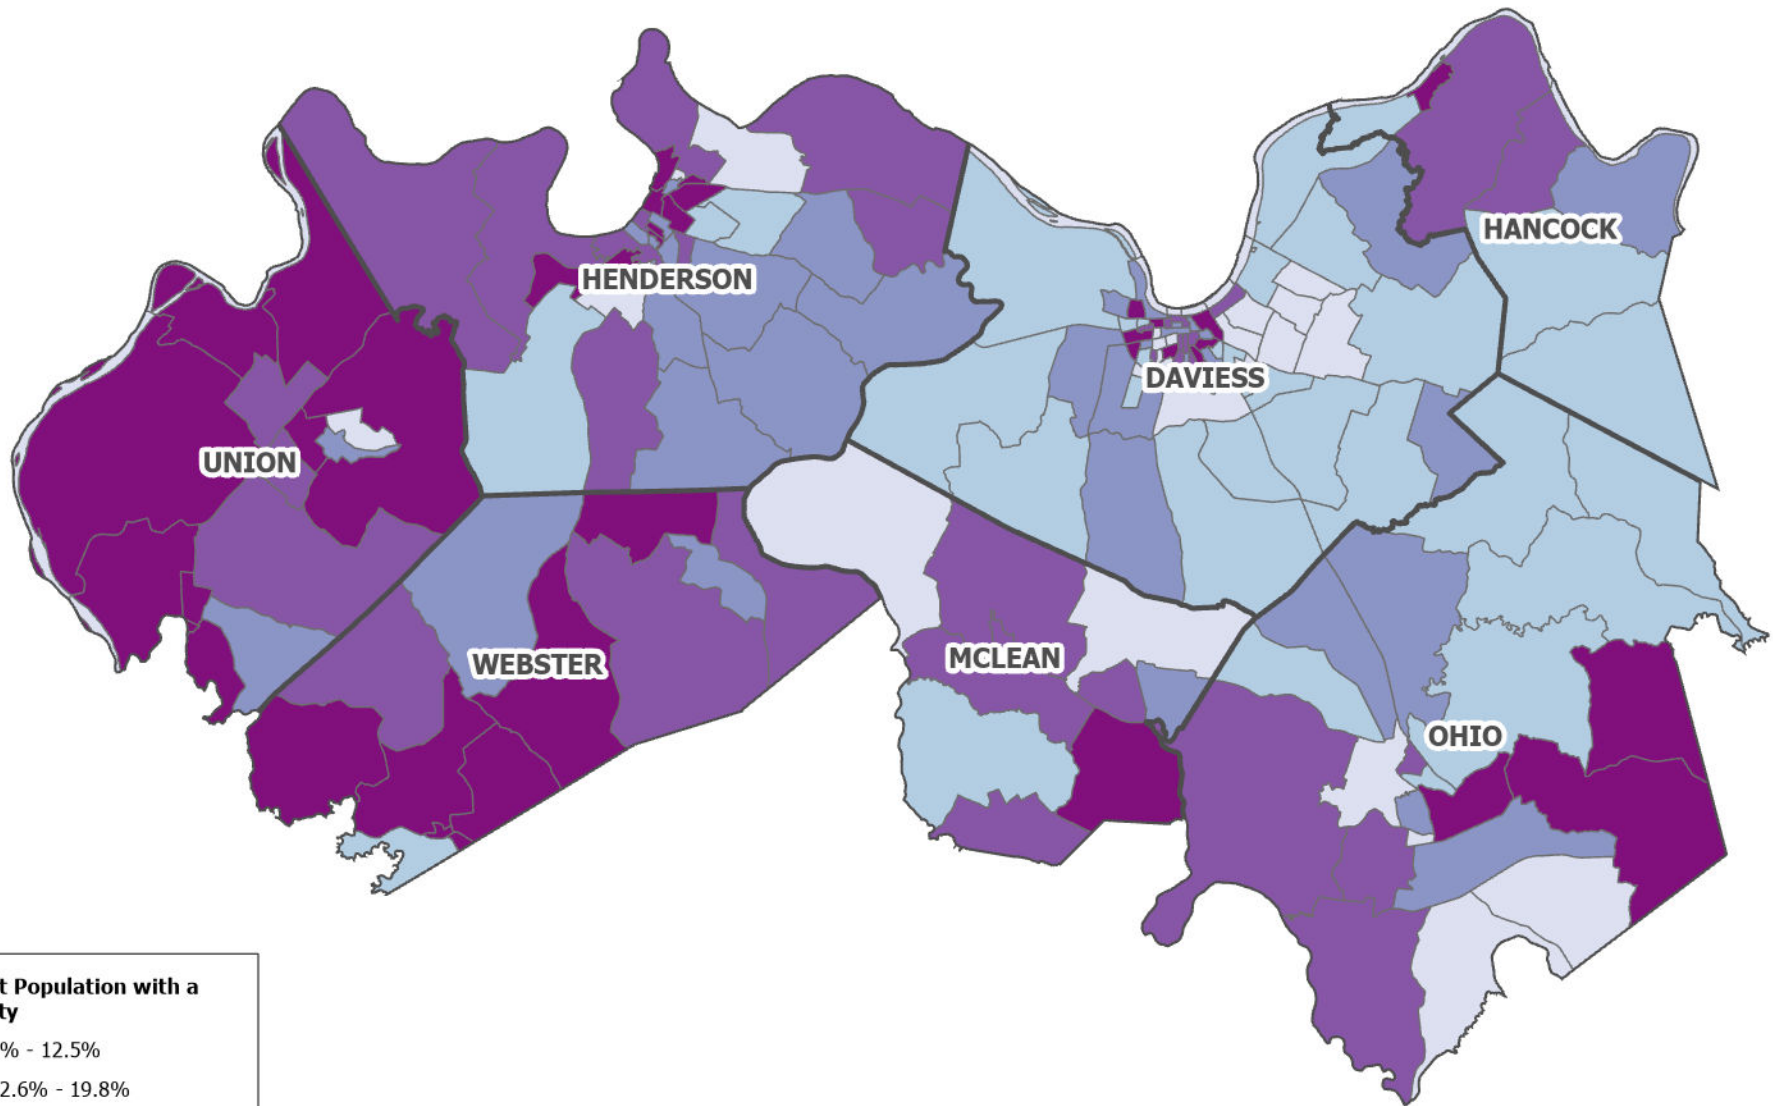 HANCOCK
HENDERSON
DAVIESS
UNION
WEBSTER
MCLEAN
OHIO
t Population with a
ty
% - 12.5%
2.6% - 19.8%